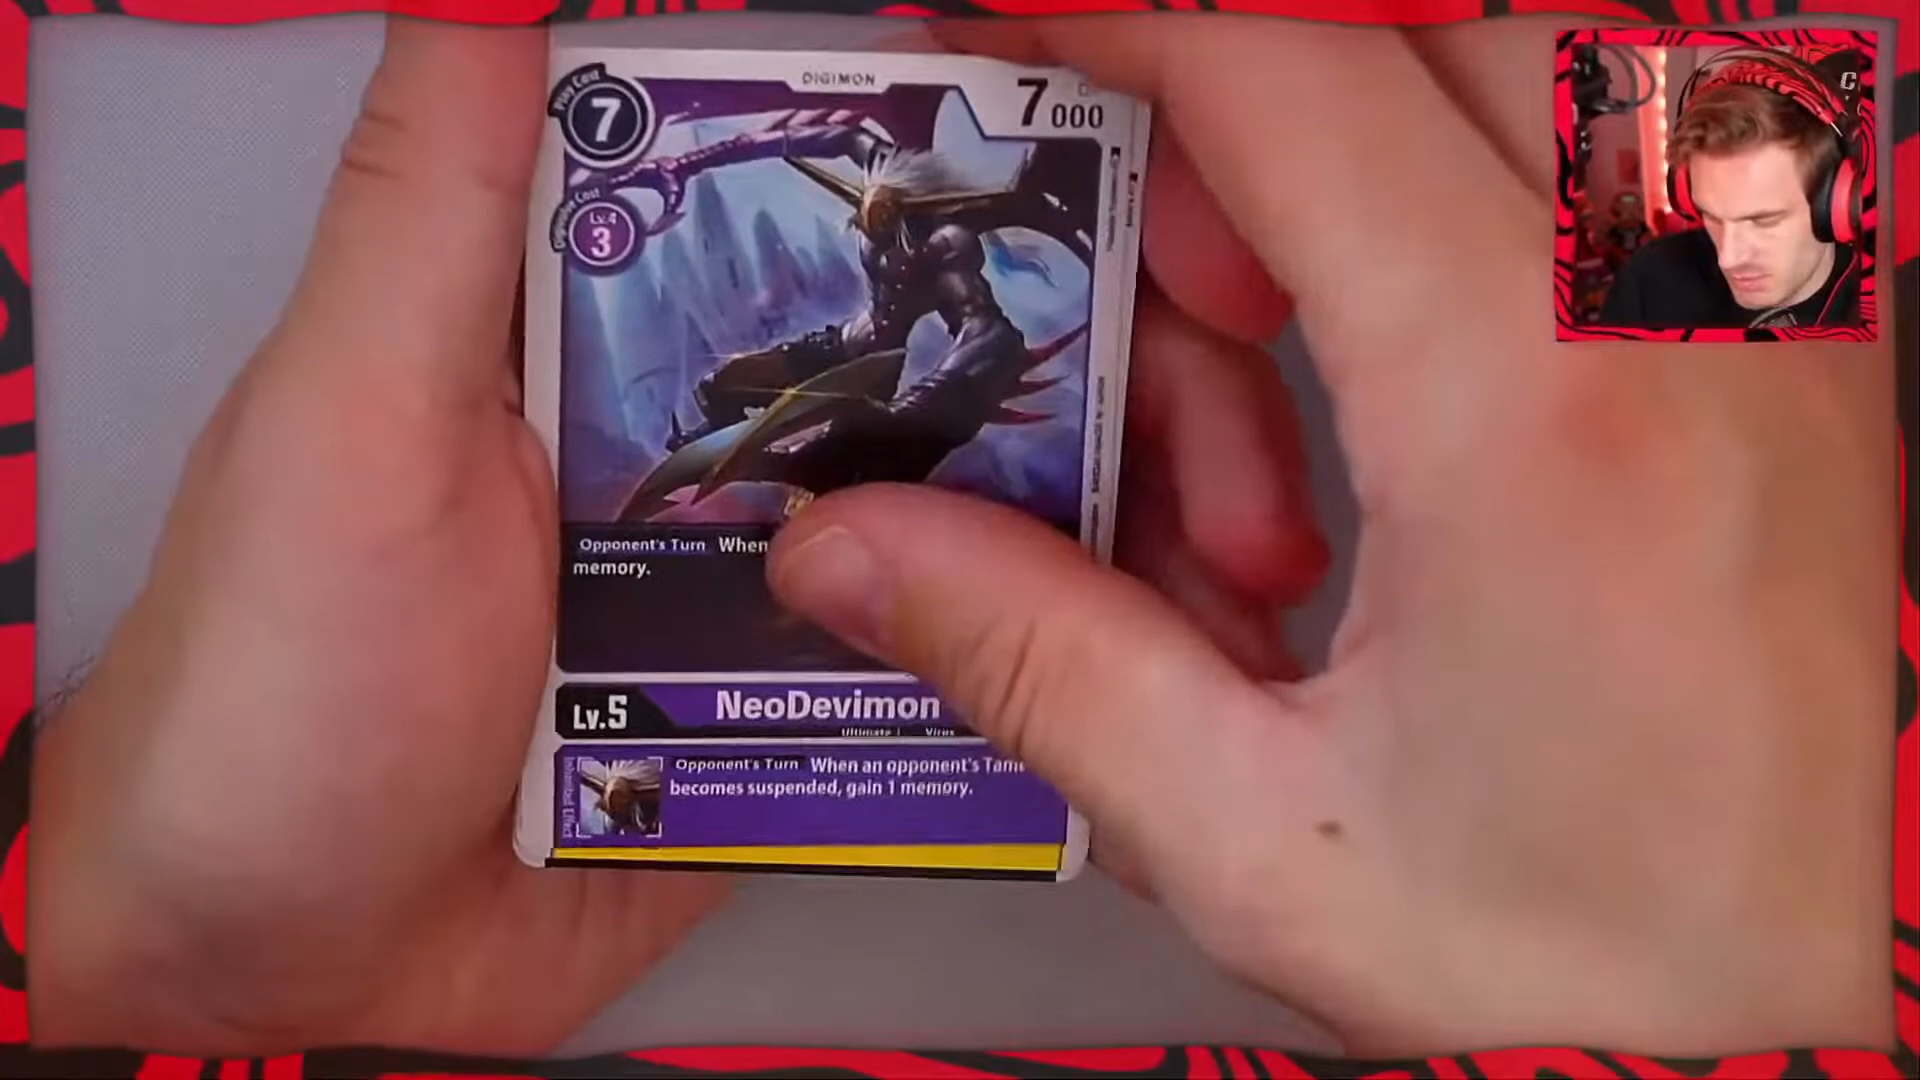 Play Cost
7
DIGIMON
7000
Digivolve Cost
Lv.4
3
Opponent's Turn When
memory.
Lv.5
NeoDevimon
Ultimate
Virus
Inherited Effect
Opponent's Turn When an opponent's
becomes suspended, gain 1 memory.
C